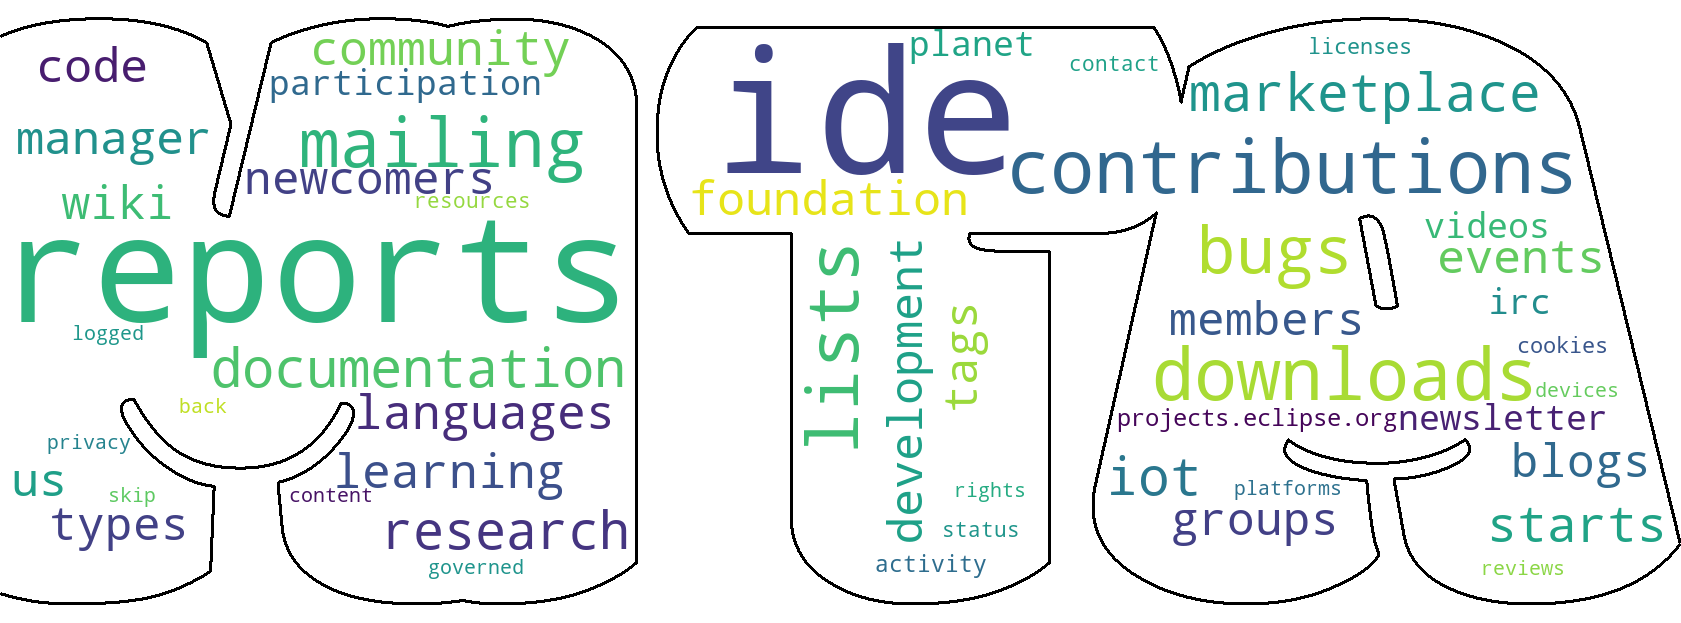 code
community
participation
manager
mailing
newcomers
wiki
resources
reports
logged
documentation
back
languages
privacy
us
learning
skip
content
types
research
governed
planet
contact
ide
foundation
lists
development
tags
rights
status
activity
licenses
marketplace
contributions
videos
bugs
events
irc
members
cookies
downloads
devices
projects.eclipse.org
newsletter
iot
blogs
platforms
groups
starts
reviews